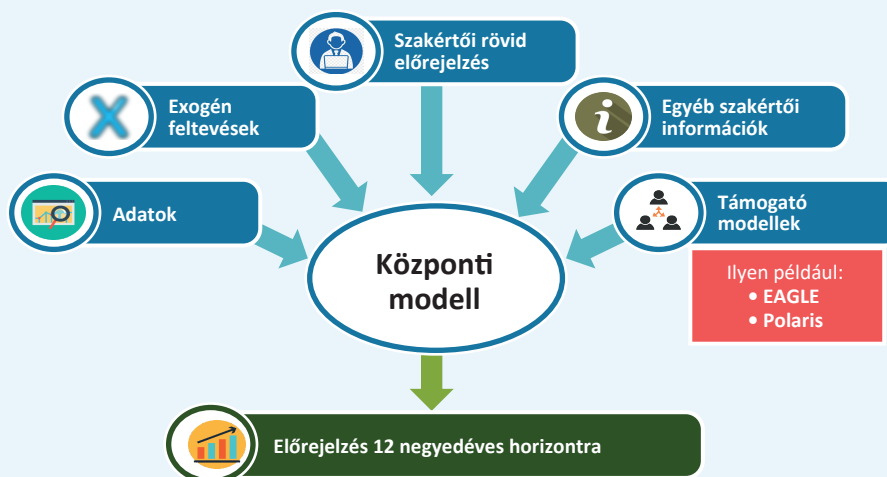 Szakértői rövid
előrejelzés
Exogén
feltevések
Egyéb szakértői
információk
Adatok
Támogató
modellek
Központi
modell
Ilyen például:
• EAGLE
• Polaris
Előrejelzés 12 negyedéves horizontra